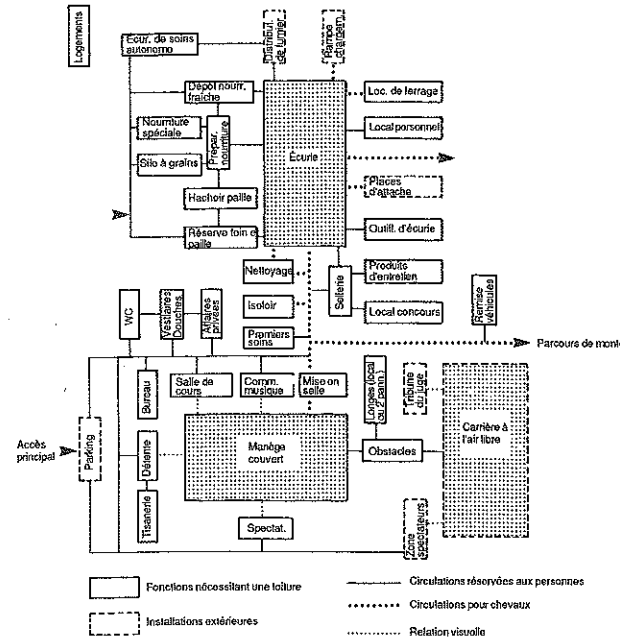 Logements
Écur. de soins
autonome
Distribut.
de fumier
Rampe
chargem.
Dépôt nourr.
fraîche
Nourriture
spéciale
Prépar.
nourriture
Silo à grains
Hachoir paille
Réserve foin e
paille
Écurie
Loc. de ferrage
Local personnel
Places
d'attache
Outill. d'écurie
Nettoyage
Isoloir
Premiers
soins
Sellerie
Produits
d'entretien
Local concours
Remise
véhicules
Parcours de monte
WC
Vestiaires
Douches
Affaires
privées
Bureau
Salle de
cours
Comm.
musique
Mise en
selle
Longes (local
ou 2 pann.)
Tribune
du juge
Carrière à
l'air libre
Accès
principal
Parking
Détente
Tisanerie
Manège
couvert
Obstacles
Spectat.
Zone
spectateurs
Fonctions nécessitant une toiture
Installations extérieures
Circulations réservées aux personnes
Circulations pour chevaux
Relation visuelle